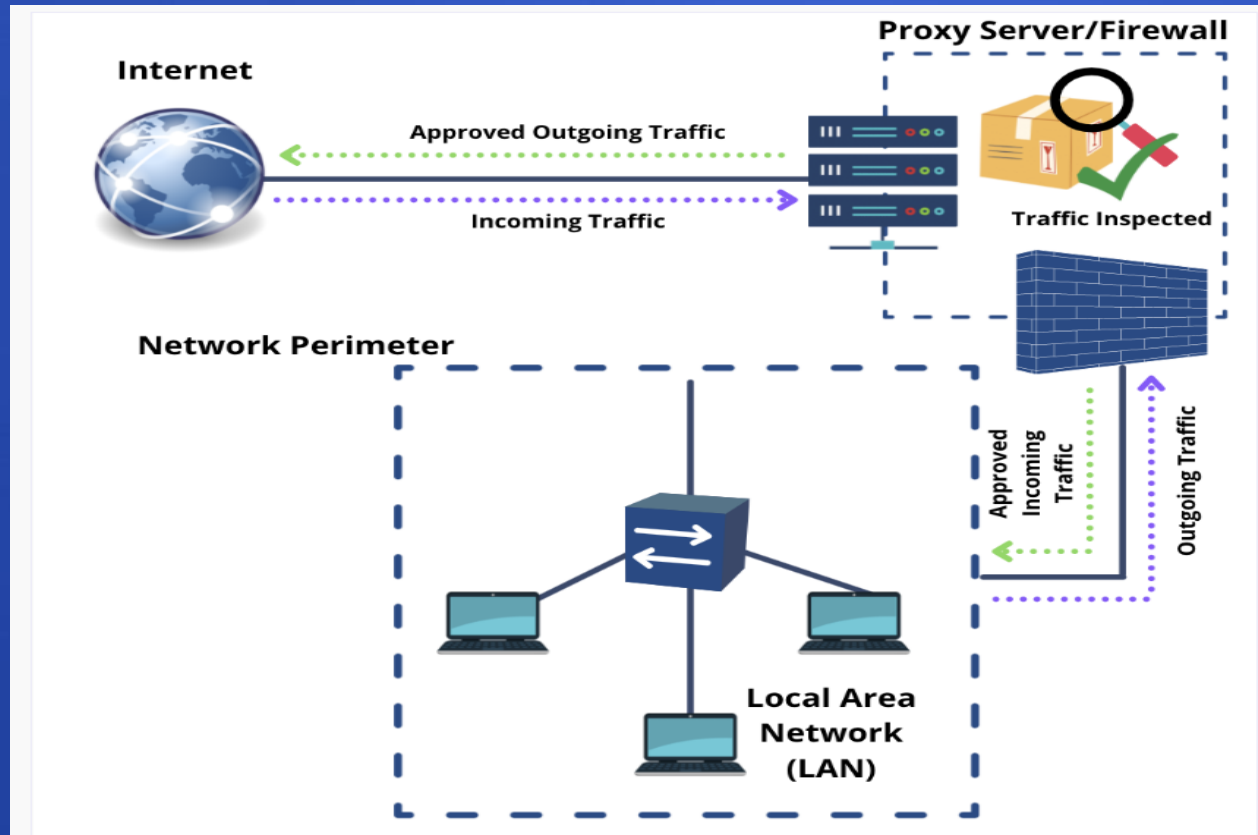 Proxy Server/Firewall
Internet
Approved Outgoing Traffic
Incoming Traffic
Traffic Inspected
Network Perimeter
Approved
Incoming
Traffic
Outgoing Traffic
Local Area
Network
(LAN)